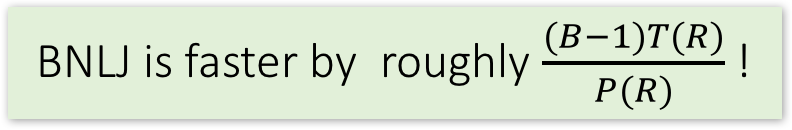 BNLJ is faster by roughly (B−1)T(R) / P(R) !